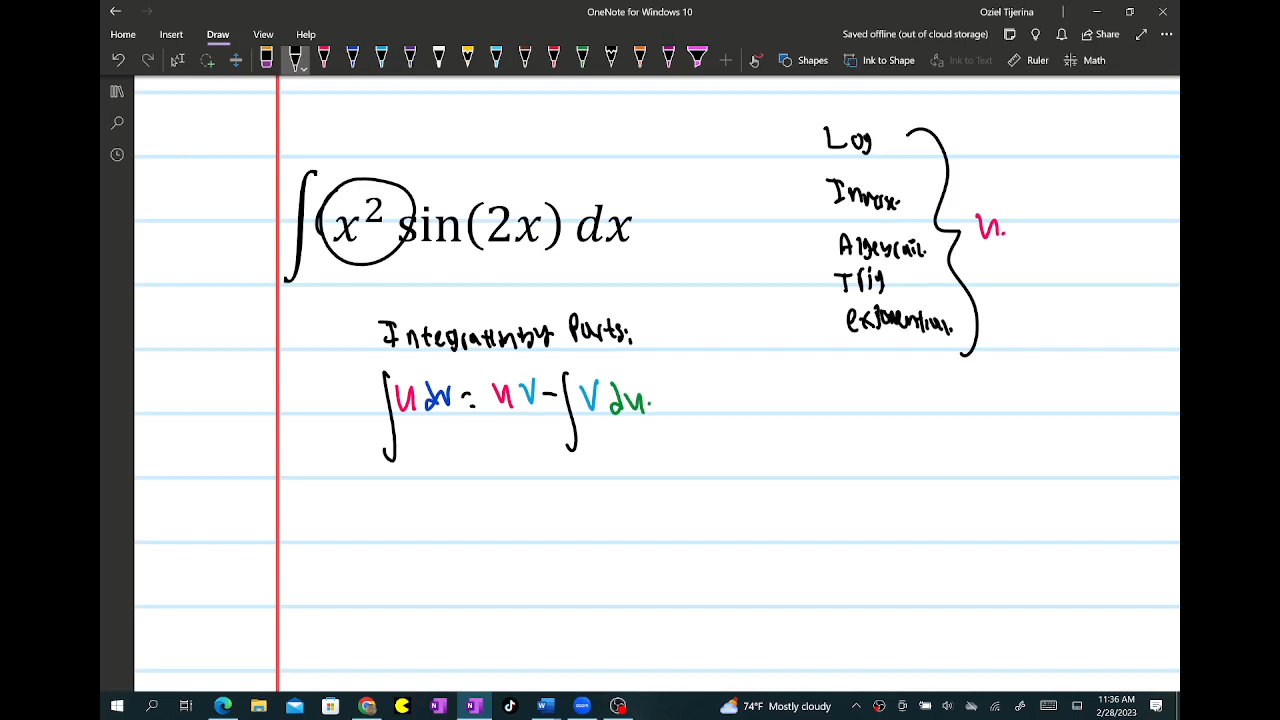 OneNote for Windows 10
Oziel Tijerina
Home Insert Draw View Help
Saved offline (out of cloud storage)
Share
Shapes
Ink to Shape
Ink to Text
Ruler
Math
Log
Algebraic
Trig
exponential.
u.
∫ x² sin(2x) dx
Integration by Parts:
∫ u dv = u v - ∫ v du.
zoom
74°F Mostly cloudy
11:36 AM
2/28/2023